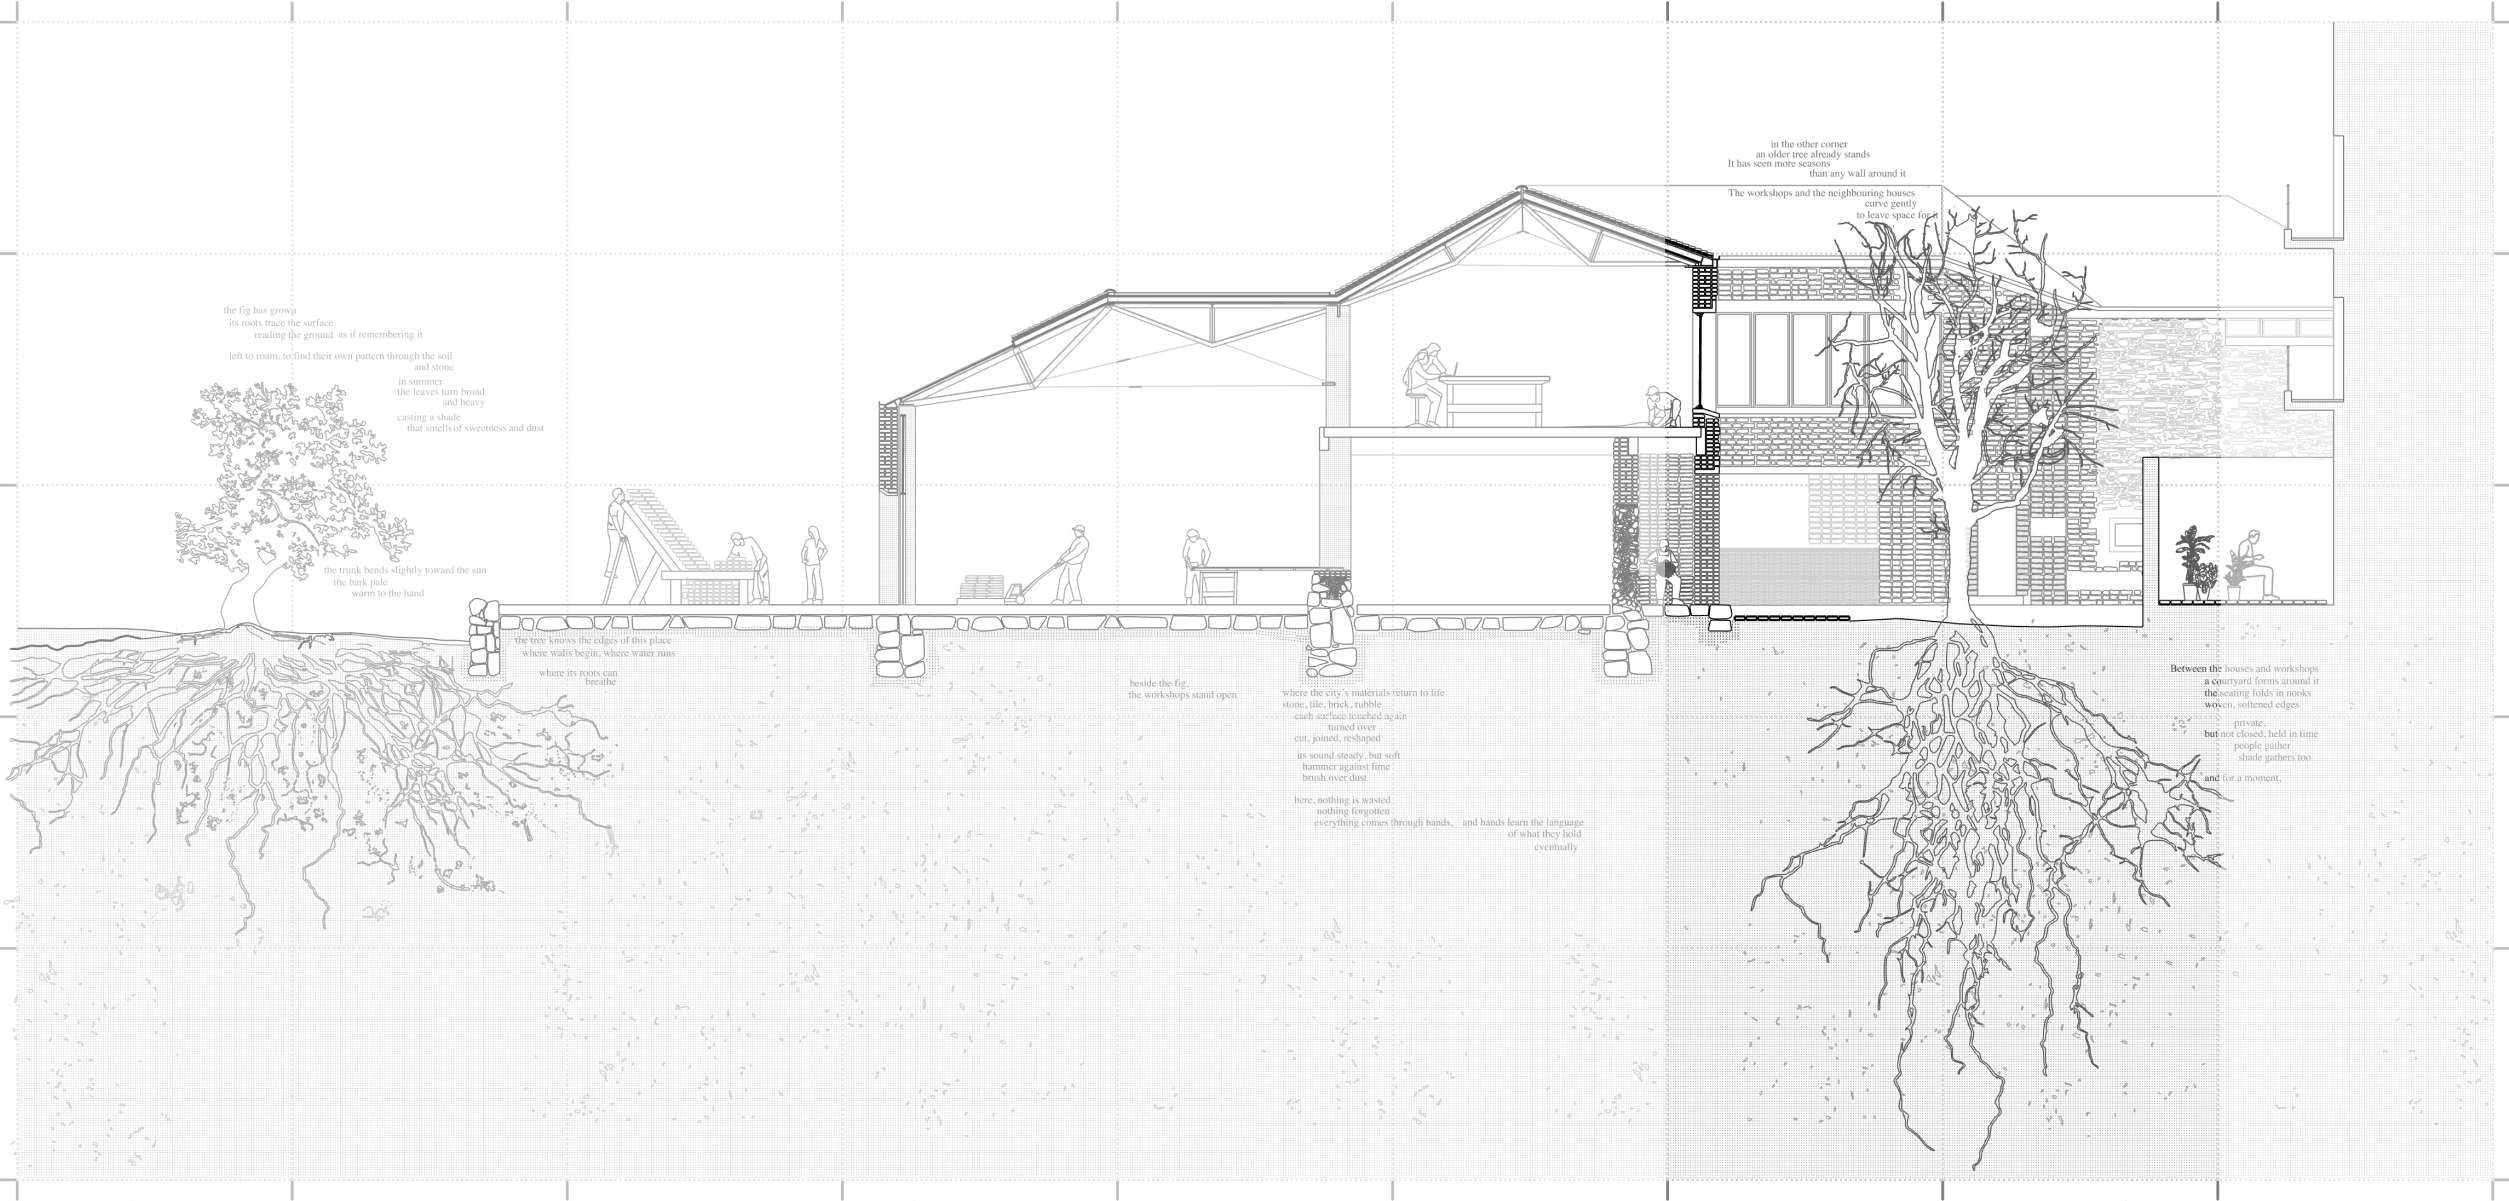 the fig has grown
its roots trace the surface
reading the ground as if remembering it
left to roam, to find their own pattern through the soil
and stone
in summer
the leaves turn broad
and heavy
casting a shade
that smells of sweetness and dust
the trunk bends slightly toward the sun
the bark pale
warm to the hand
the tree knows the edges of this place
where walls begin, where water runs
where its roots can
breathe
beside the fig,
the workshops stand open
where the city's materials return to life
stone, tile, brick, rubble
each surface touched again
turned over
cut, joined, reshaped
its sound steady, but soft
hammer against lime
brush over dust
here, nothing is wasted
nothing forgotten
everything comes through hands, and hands learn the language
of what they hold
eventually
in the other corner
an older tree already stands
It has seen more seasons
than any wall around it
The workshops and the neighbouring houses
curve gently
to leave space for it
Between the houses and workshops
a courtyard forms around it
the seating folds in nooks
woven, softened edges
private,
but not closed, held in time
people gather
shade gathers too
and for a moment,